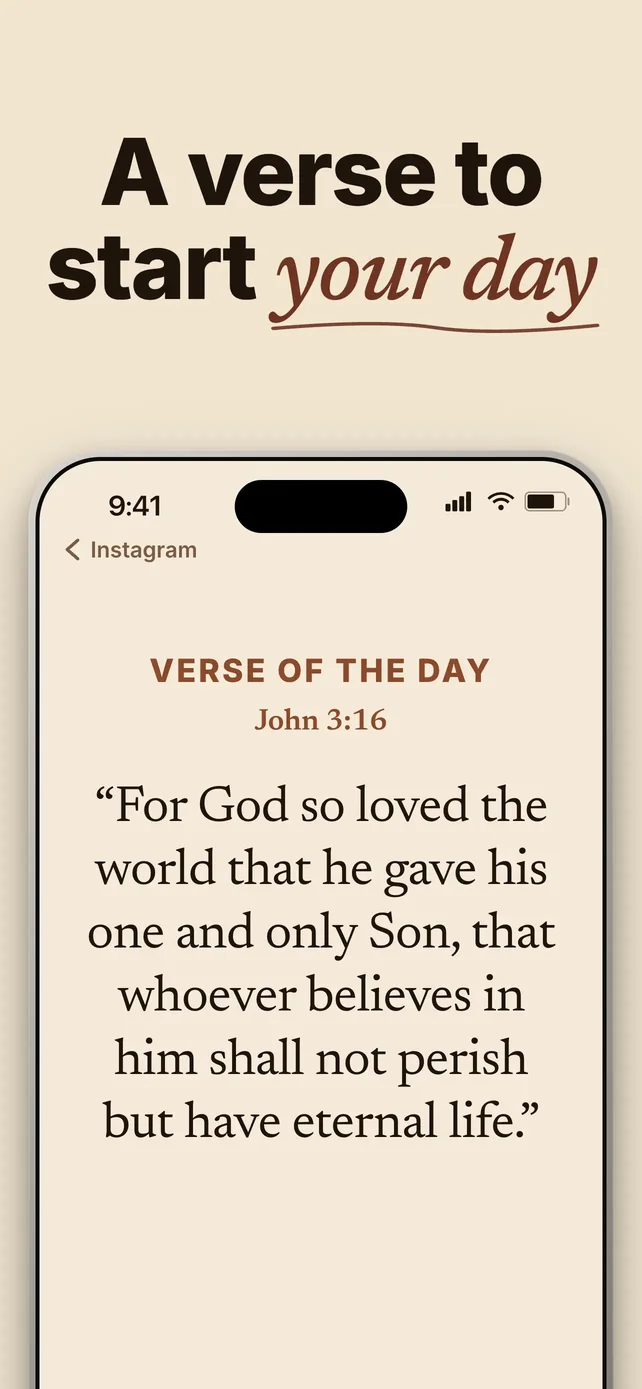 A verse to
start your day
9:41
Instagram
VERSE OF THE DAY
John 3:16
“For God so loved the
world that he gave his
one and only Son, that
whoever believes in
him shall not perish
but have eternal life.”